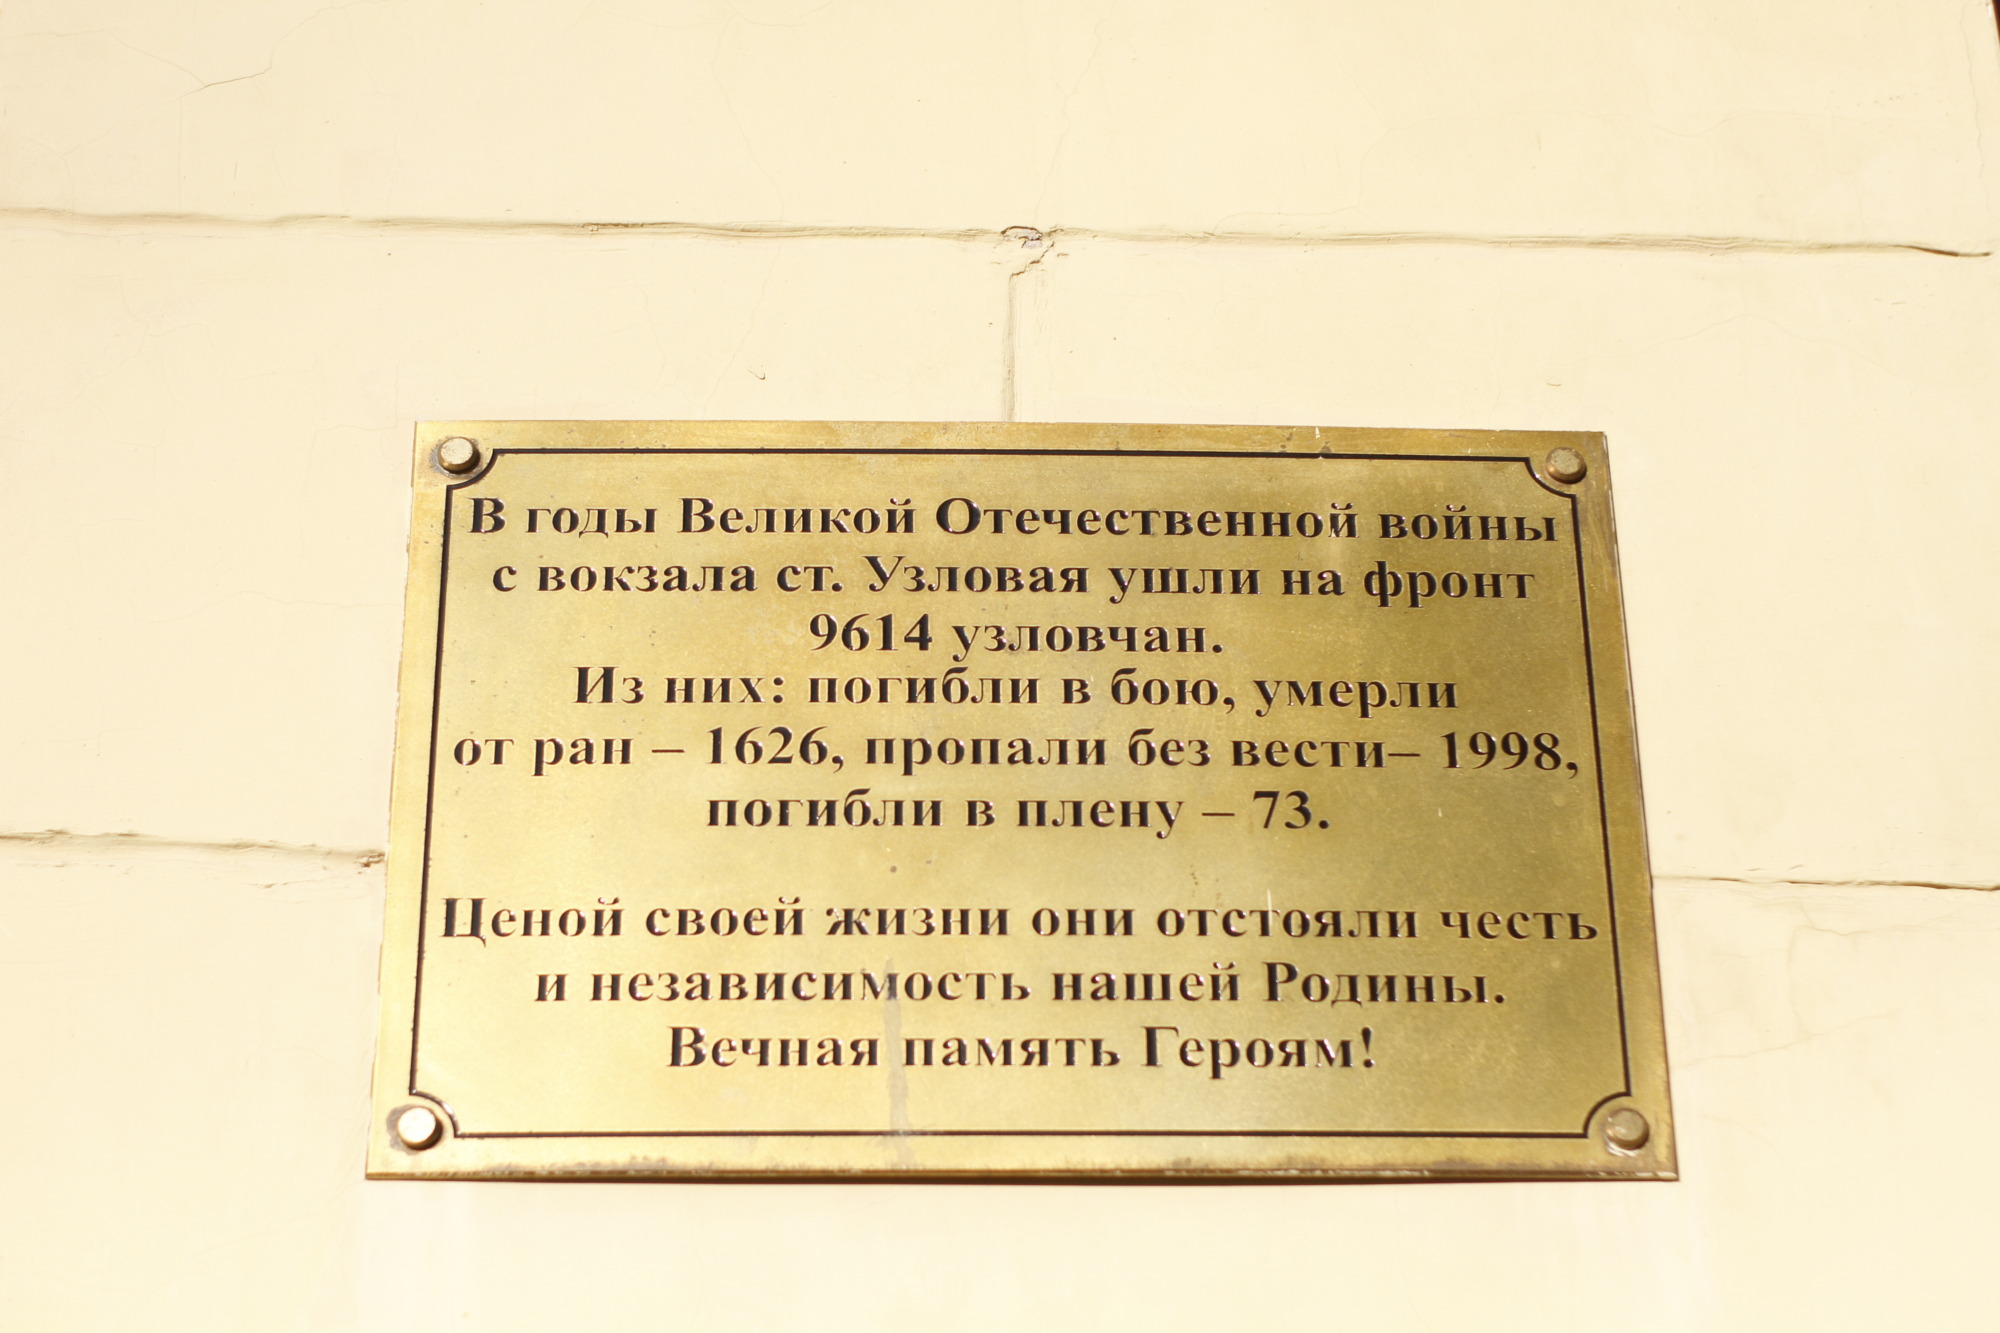 В годы Великой Отечественной войны
с вокзала ст. Узловая ушли на фронт
9614 узловчан.
Из них: погибли в бою, умерли
от ран – 1626, пропали без вести– 1998,
погибли в плену – 73.
Ценой своей жизни они отстояли честь
и независимость нашей Родины.
Вечная память Героям!